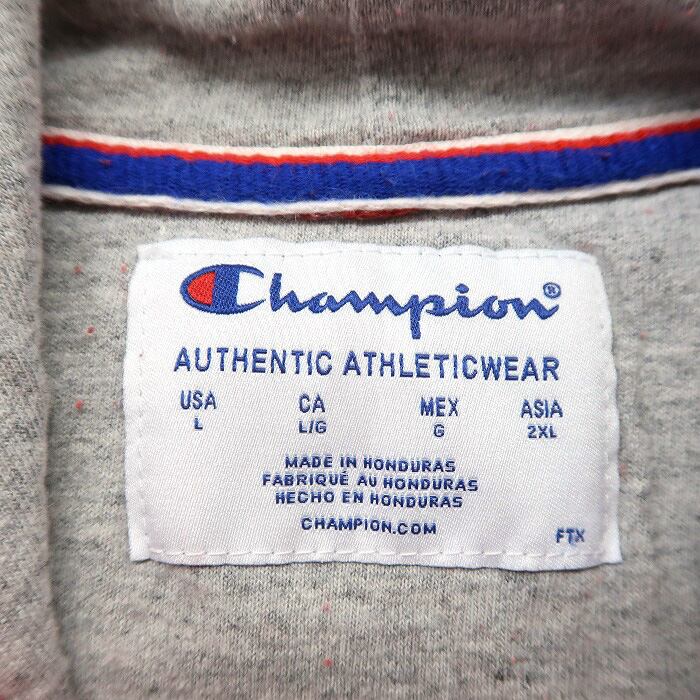 Champion®
AUTHENTIC ATHLETICWEAR
USA CA MEX ASIA
L L/G G 2XL
MADE IN HONDURAS
FABRIQUÉ AU HONDURAS
HECHO EN HONDURAS
CHAMPION.COM
FTX